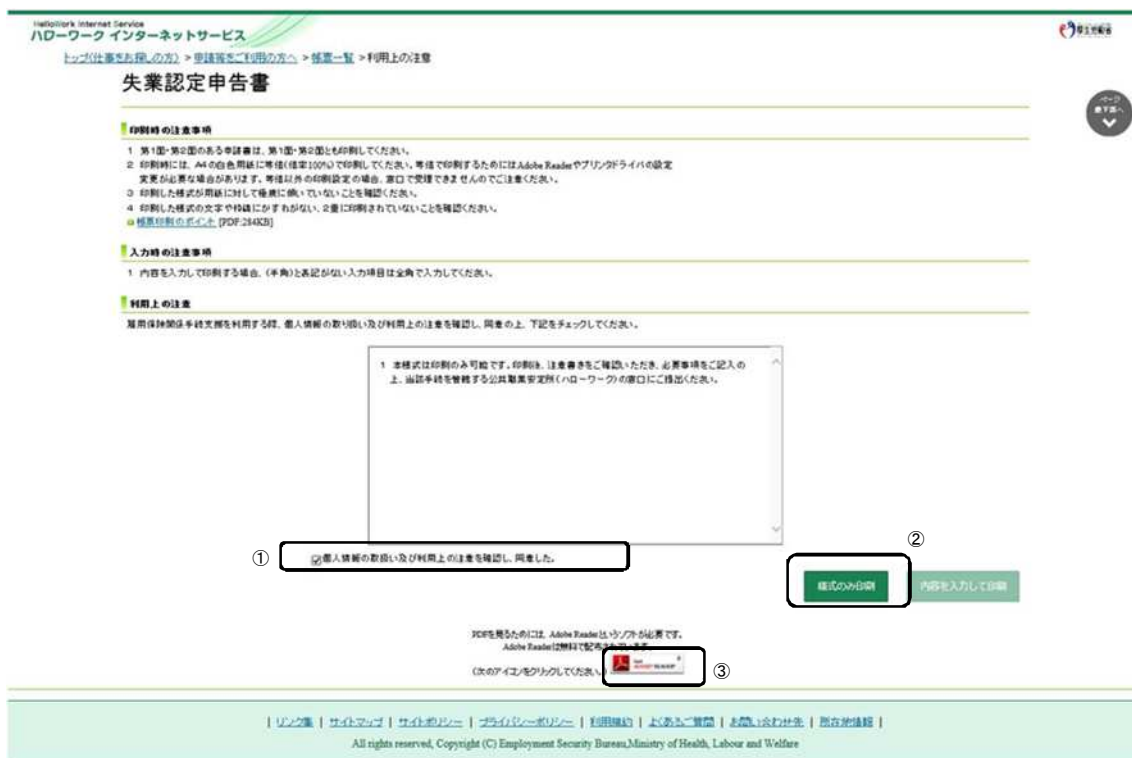 HelloWork Internet Service
ハローワーク インターネットサービス
厚生労働省
トップ(仕事をお探しの方) > 申請等をご利用の方へ > 帳票一覧 > 利用上の注意
失業認定申告書
ページ
最下部へ
印刷時の注意事項
1 第1面・第2面のある申請書は、第1面・第2面とも印刷してください。
2 印刷時には、A4の白色用紙に等倍(倍率100%)で印刷してください。等倍で印刷するためにはAdobe Readerやプリンタドライバの設定
変更が必要な場合があります。等倍以外の印刷設定の場合、窓口で受理できませんのでご注意ください。
3 印刷した様式が用紙に対して極度に傾いていないことを確認ください。
4 印刷した様式の文字や枠線にかすれがない、2重に印刷されていないことを確認ください。
帳票印刷のポイント [PDF:284KB]
入力時の注意事項
1 内容を入力して印刷する場合、(半角)と表記がない入力項目は全角で入力してください。
利用上の注意
雇用保険関係手続支援を利用する際、個人情報の取り扱い及び利用上の注意を確認し、同意の上、下記をチェックしてください。
1 本様式は印刷のみ可能です。印刷後、注意書きをご確認いただき、必要事項をご記入の
上、当該手続を管轄する公共職業安定所(ハローワーク)の窓口にご提出ください。
① 個人情報の取扱い及び利用上の注意を確認し、同意した。
②
様式のみ印刷 内容を入力して印刷
PDFを見るためには、Adobe Readerというソフトが必要です。
Adobe Readerは無料で配布されています。
(次のアイコンをクリックしてください。) ③
| リンク集 | サイトマップ | サイトポリシー | プライバシーポリシー | 利用規約 | よくあるご質問 | お問い合わせ先 | 所在地情報 |
All rights reserved, Copyright (C) Employment Security Bureau,Ministry of Health, Labour and Welfare